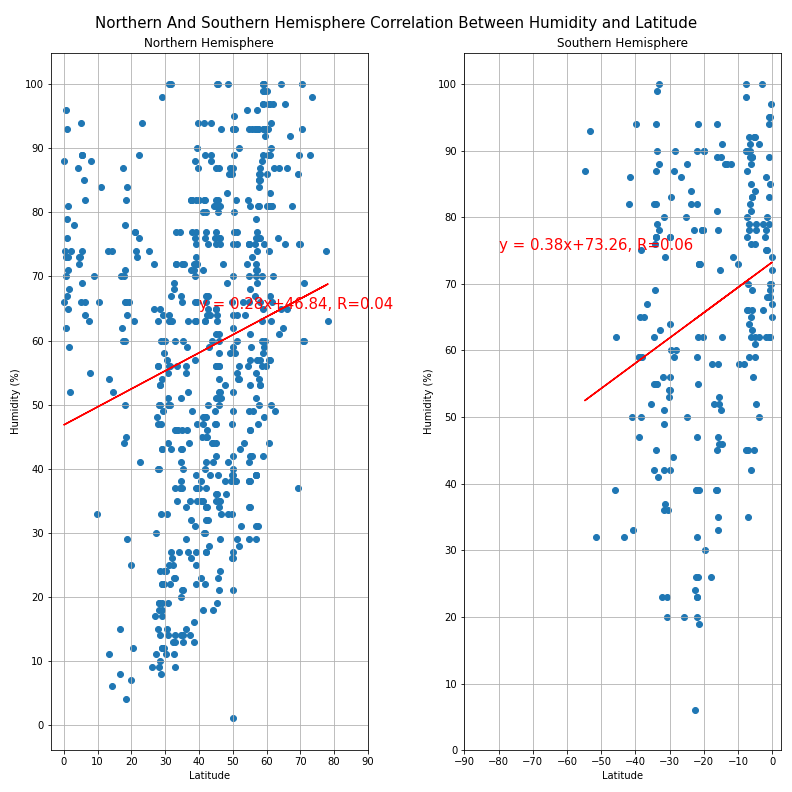 Northern And Southern Hemisphere Correlation Between Humidity and Latitude
Northern Hemisphere
100
90
80
70
60
50
40
30
20
10
0
Humidity (%)
y = 0.28x+46.84, R=0.04
0 10 20 30 40 50 60 70 80 90
Latitude
Southern Hemisphere
100
90
80
70
60
50
40
30
20
10
0
Humidity (%)
y = 0.38x+73.26, R=0.06
−90 −80 −70 −60 −50 −40 −30 −20 −10 0
Latitude